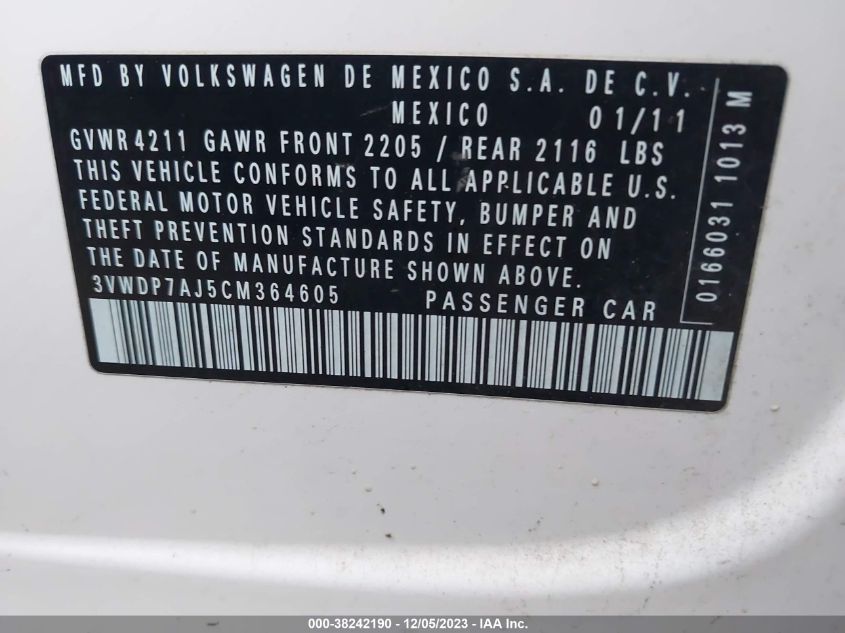 MFD BY VOLKSWAGEN DE MEXICO S.A. DE C.V.
MEXICO 01/11
GVWR 4211 GAWR FRONT 2205 / REAR 2116 LBS
THIS VEHICLE CONFORMS TO ALL APPLICABLE U.S.
FEDERAL MOTOR VEHICLE SAFETY, BUMPER AND
THEFT PREVENTION STANDARDS IN EFFECT ON
THE DATE OF MANUFACTURE SHOWN ABOVE.
3VWDP7AJ5CM364605 PASSENGER CAR
0166031 1013 M
000-38242190 - 12/05/2023 - IAA Inc.